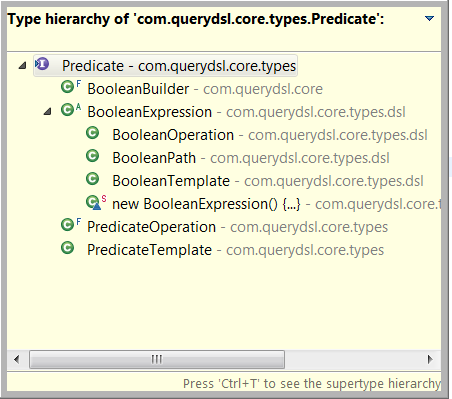 Type hierarchy of 'com.querydsl.core.types.Predicate':
Predicate - com.querydsl.core.types
F BooleanBuilder - com.querydsl.core
A BooleanExpression - com.querydsl.core.types.dsl
BooleanOperation - com.querydsl.core.types.dsl
BooleanPath - com.querydsl.core.types.dsl
BooleanTemplate - com.querydsl.core.types.dsl
S new BooleanExpression() {...} - com.querydsl.core.t
F PredicateOperation - com.querydsl.core.types
PredicateTemplate - com.querydsl.core.types
Press 'Ctrl+T' to see the supertype hierarchy